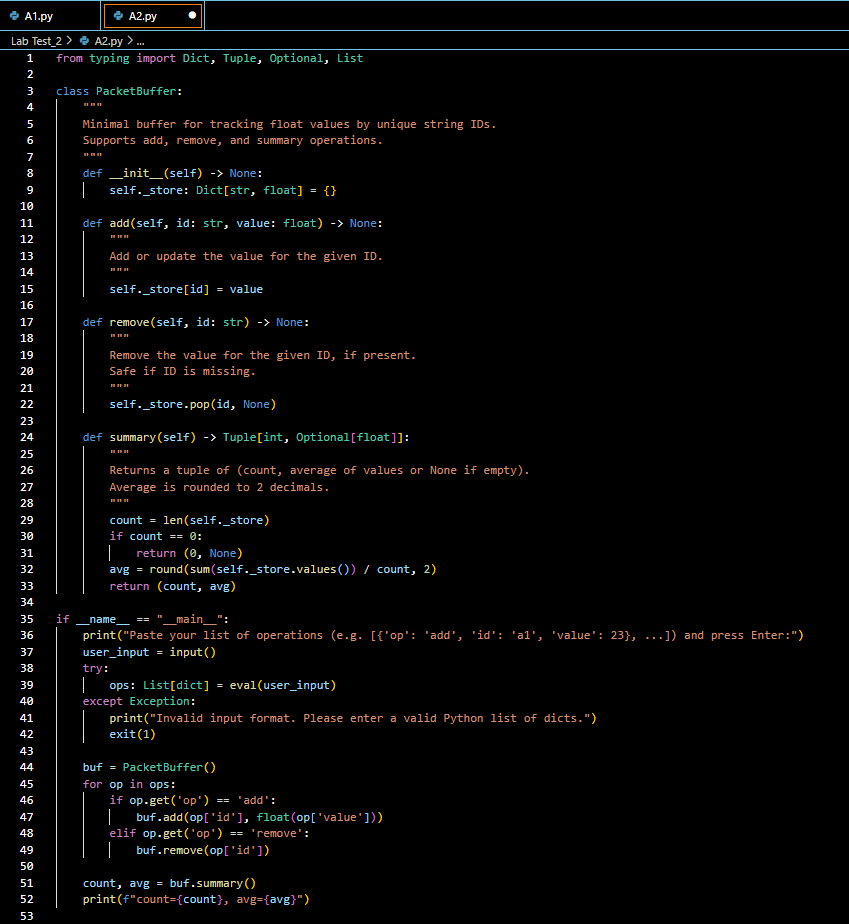 A1.py
A2.py
Lab Test_2 > A2.py > ...
1 from typing import Dict, Tuple, Optional, List
2
3 class PacketBuffer:
4     """
5     Minimal buffer for tracking float values by unique string IDs.
6     Supports add, remove, and summary operations.
7     """
8     def __init__(self) -> None:
9         self._store: Dict[str, float] = {}
10
11     def add(self, id: str, value: float) -> None:
12         """
13         Add or update the value for the given ID.
14         """
15         self._store[id] = value
16
17     def remove(self, id: str) -> None:
18         """
19         Remove the value for the given ID, if present.
20         Safe if ID is missing.
21         """
22         self._store.pop(id, None)
23
24     def summary(self) -> Tuple[int, Optional[float]]:
25         """
26         Returns a tuple of (count, average of values or None if empty).
27         Average is rounded to 2 decimals.
28         """
29         count = len(self._store)
30         if count == 0:
31             return (0, None)
32         avg = round(sum(self._store.values()) / count, 2)
33         return (count, avg)
34
35 if __name__ == "__main__":
36     print("Paste your list of operations (e.g. [{'op': 'add', 'id': 'a1', 'value': 23}, ...]) and press Enter:")
37     user_input = input()
38     try:
39         ops: List[dict] = eval(user_input)
40     except Exception:
41         print("Invalid input format. Please enter a valid Python list of dicts.")
42         exit(1)
43
44     buf = PacketBuffer()
45     for op in ops:
46         if op.get('op') == 'add':
47             buf.add(op['id'], float(op['value']))
48         elif op.get('op') == 'remove':
49             buf.remove(op['id'])
50
51     count, avg = buf.summary()
52     print(f"count={count}, avg={avg}")
53